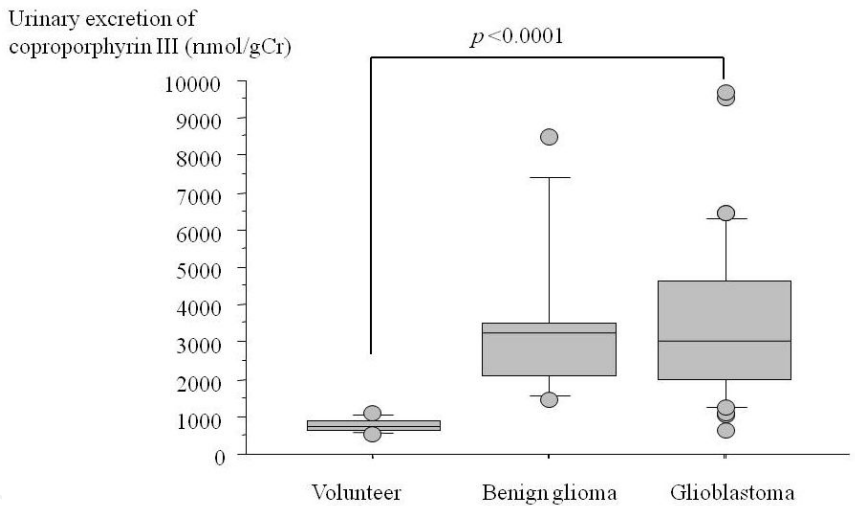 Urinary excretion of
coproporphyrin III (nmol/gCr)
p<0.0001
10000
9000
8000
7000
6000
5000
4000
3000
2000
1000
0
Volunteer
Benign glioma
Glioblastoma